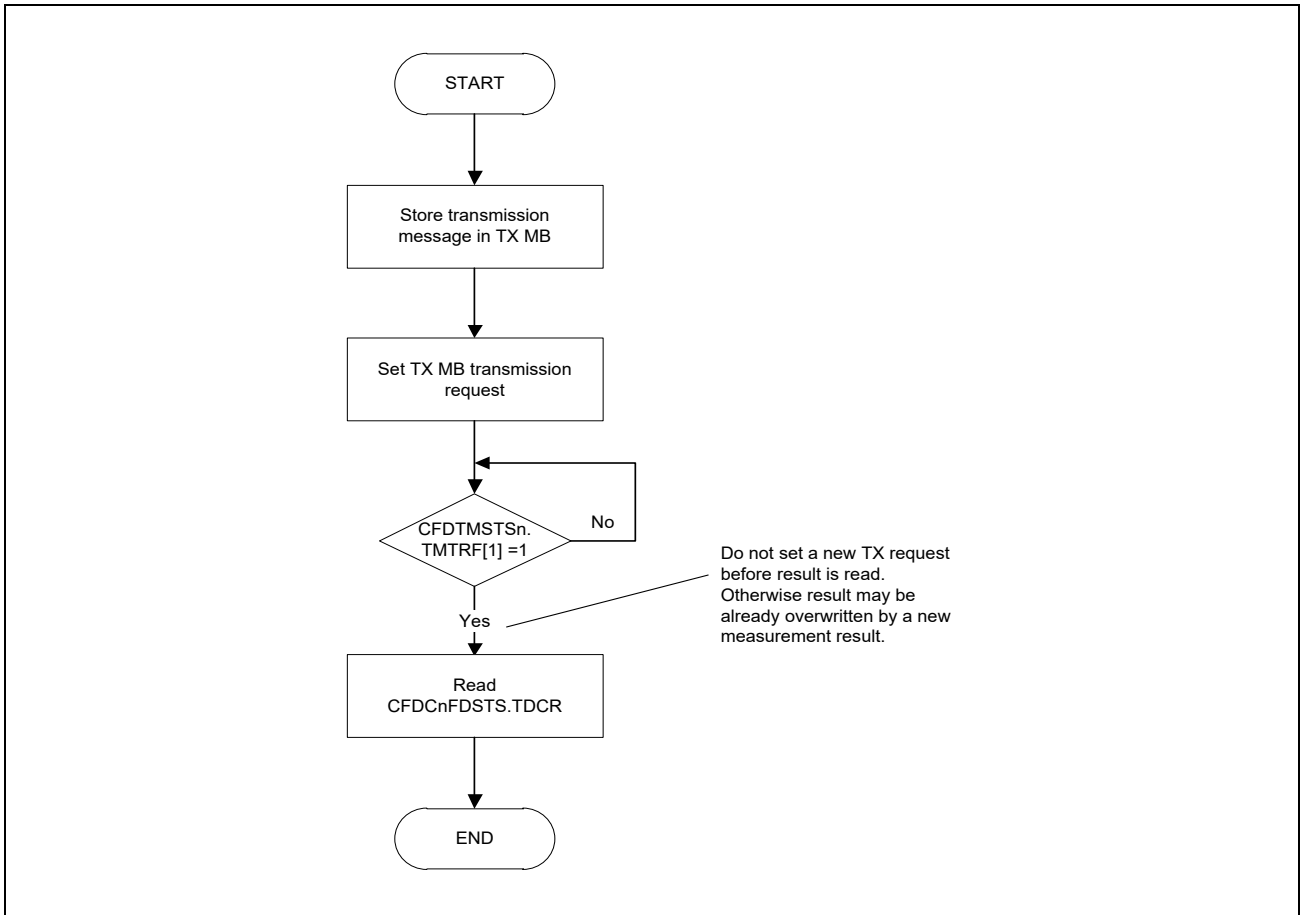 START
Store transmission
message in TX MB
Set TX MB transmission
request
CFDTMSTSn.
TMTRF[1] =1
No
Do not set a new TX request
before result is read.
Otherwise result may be
already overwritten by a new
measurement result.
Yes
Read
CFDCnFDSTS.TDCR
END